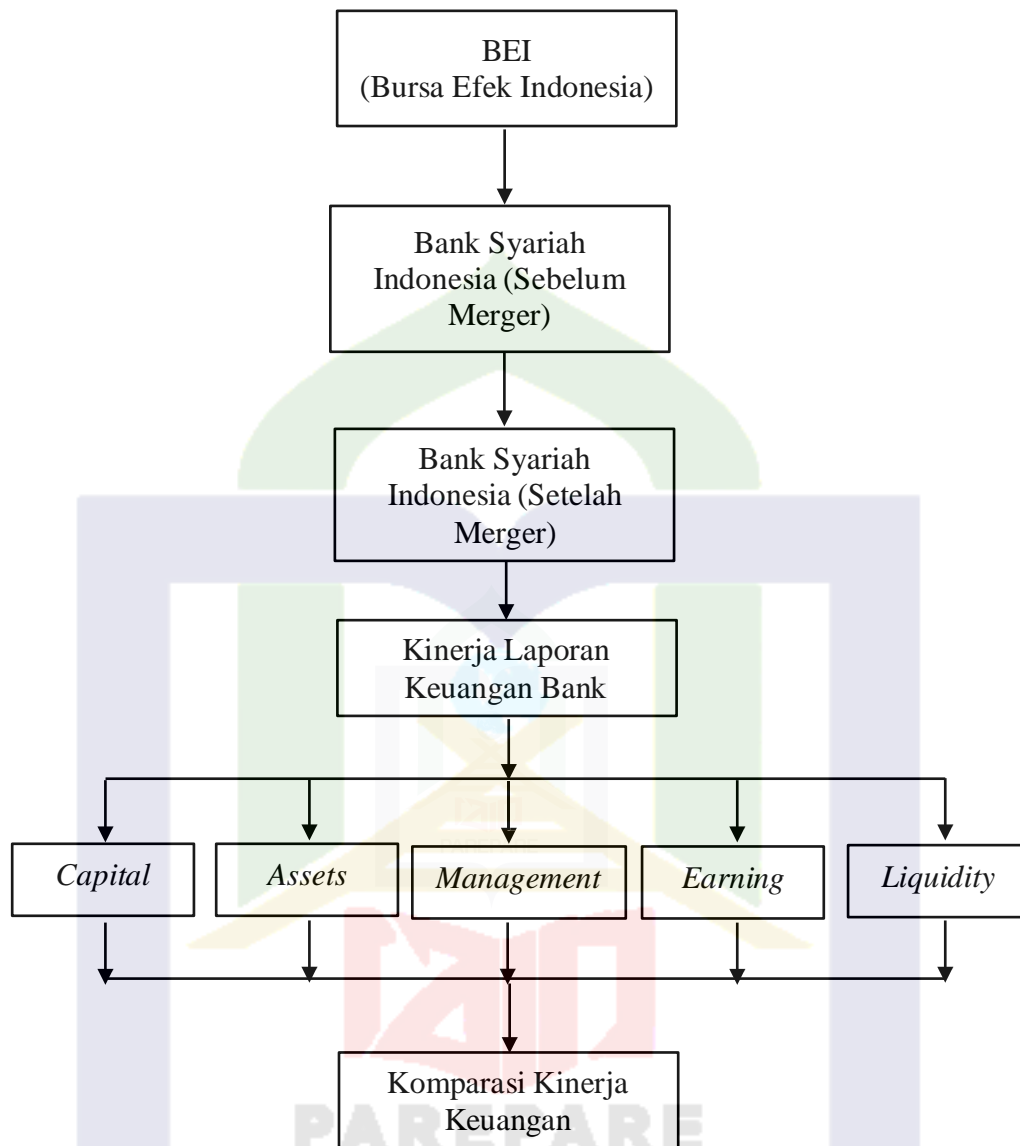 BEI
(Bursa Efek Indonesia)
Bank Syariah
Indonesia (Sebelum
Merger)
Bank Syariah
Indonesia (Setelah
Merger)
Kinerja Laporan
Keuangan Bank
Capital
Assets
Management
Earning
Liquidity
Komparasi Kinerja
Keuangan
PAREPARE